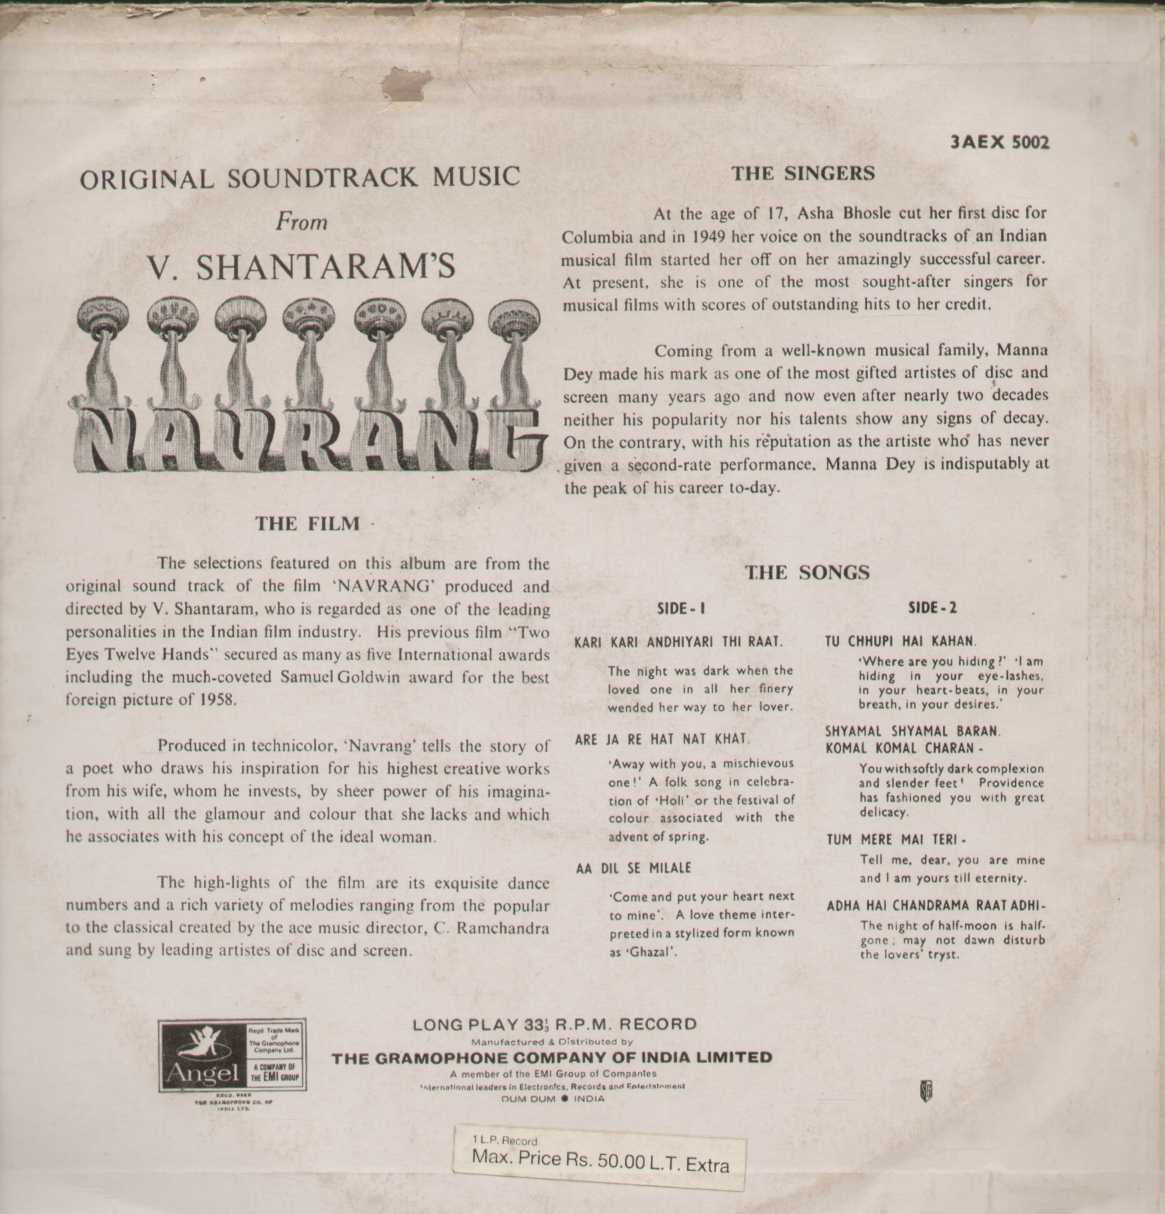 3AEX 5002
ORIGINAL SOUNDTRACK MUSIC
From
V. SHANTARAM'S
NAVRANG
THE FILM
The selections featured on this album are from the
original sound track of the film 'NAVRANG' produced and
directed by V. Shantaram, who is regarded as one of the leading
personalities in the Indian film industry. His previous film "Two
Eyes Twelve Hands" secured as many as five International awards
including the much-coveted Samuel Goldwin award for the best
foreign picture of 1958.
Produced in technicolor, 'Navrang' tells the story of
a poet who draws his inspiration for his highest creative works
from his wife, whom he invests, by sheer power of his imagina-
tion, with all the glamour and colour that she lacks and which
he associates with his concept of the ideal woman.
The high-lights of the film are its exquisite dance
numbers and a rich variety of melodies ranging from the popular
to the classical created by the ace music director, C. Ramchandra
and sung by leading artistes of disc and screen.
THE SINGERS
At the age of 17, Asha Bhosle cut her first disc for
Columbia and in 1949 her voice on the soundtracks of an Indian
musical film started her off on her amazingly successful career.
At present, she is one of the most sought-after singers for
musical films with scores of outstanding hits to her credit.
Coming from a well-known musical family, Manna
Dey made his mark as one of the most gifted artistes of disc and
screen many years ago and now even after nearly two decades
neither his popularity nor his talents show any signs of decay.
On the contrary, with his reputation as the artiste who has never
given a second-rate performance, Manna Dey is indisputably at
the peak of his career to-day.
THE SONGS
SIDE - I
KARI KARI ANDHIYARI THI RAAT.
The night was dark when the
loved one in all her finery
wended her way to her lover.
ARE JA RE HAT NAT KHAT.
'Away with you, a mischievous
one!' A folk song in celebra-
tion of 'Holi' or the festival of
colour associated with the
advent of spring.
AA DIL SE MILALE
'Come and put your heart next
to mine'. A love theme inter-
preted in a stylized form known
as 'Ghazal'.
SIDE - 2
TU CHHUPI HAI KAHAN.
'Where are you hiding?' 'I am
hiding in your eye-lashes,
in your heart-beats, in your
breath, in your desires.'
SHYAMAL SHYAMAL BARAN.
KOMAL KOMAL CHARAN -
You with softly dark complexion
and slender feet! Providence
has fashioned you with great
delicacy.
TUM MERE MAI TERI -
Tell me, dear, you are mine
and I am yours till eternity.
ADHA HAI CHANDRAMA RAAT ADHI -
The night of half-moon is half-
gone; may not dawn disturb
the lovers' tryst.
Angel
Regd. Trade Mark
of
The Gramophone
Company Ltd.
A COMPANY OF
THE EMI GROUP
REGD. USER
THE GRAMOPHONE CO. OF
INDIA LTD.
LONG PLAY 33⅓ R.P.M. RECORD
Manufactured & Distributed by
THE GRAMOPHONE COMPANY OF INDIA LIMITED
A member of the EMI Group of Companies
International leaders in Electronics, Records and Entertainment
DUM DUM ● INDIA
1 L.P. Record
Max. Price Rs. 50.00 L.T. Extra